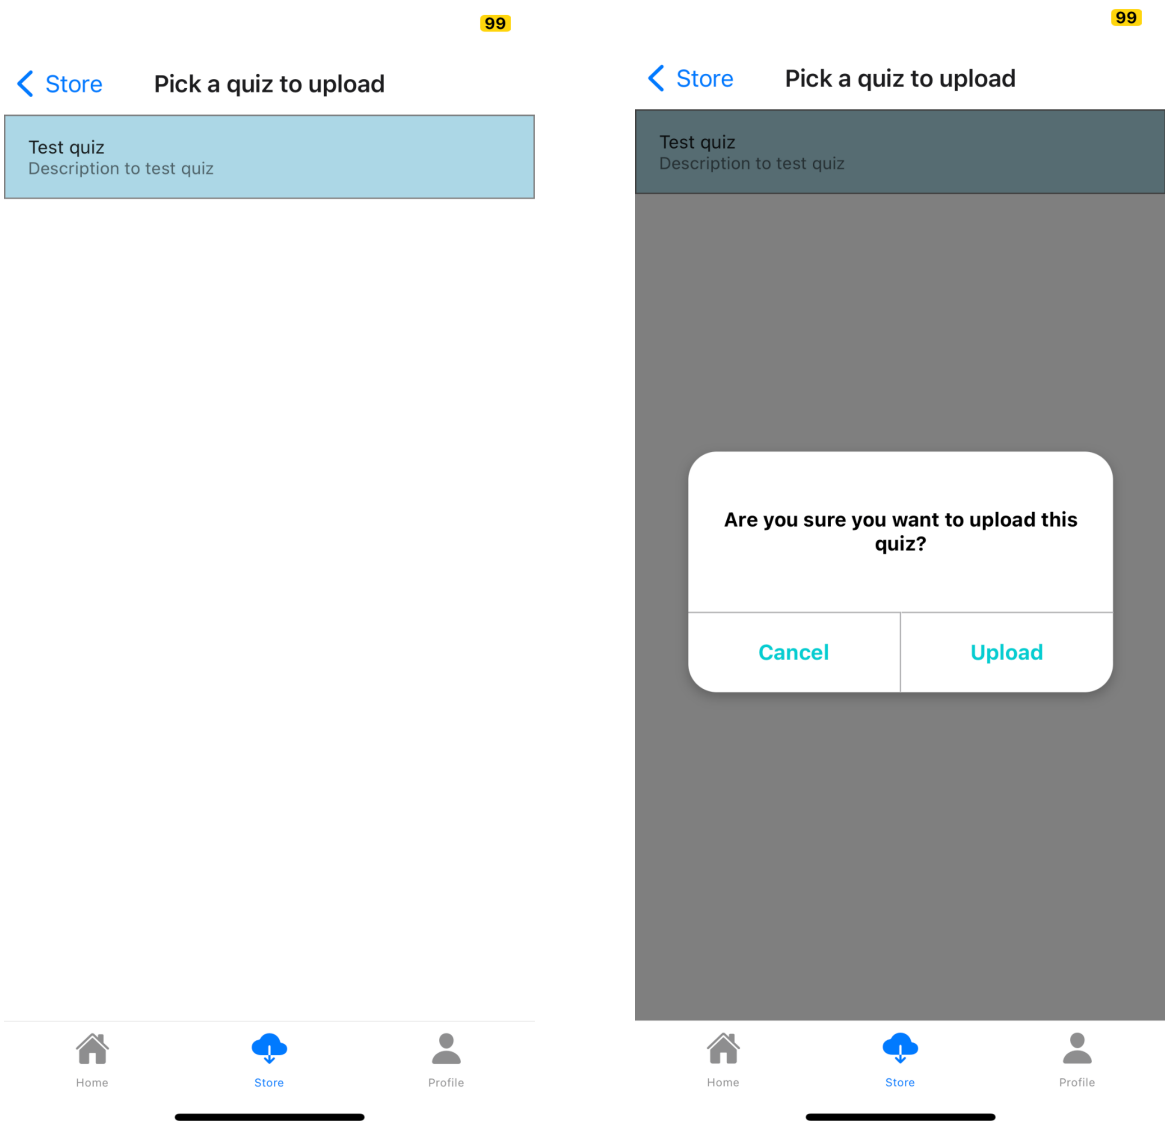 99
Store
Pick a quiz to upload
Test quiz
Description to test quiz
Home
Store
Profile
99
Store
Pick a quiz to upload
Test quiz
Description to test quiz
Are you sure you want to upload this
quiz?
Cancel
Upload
Home
Store
Profile